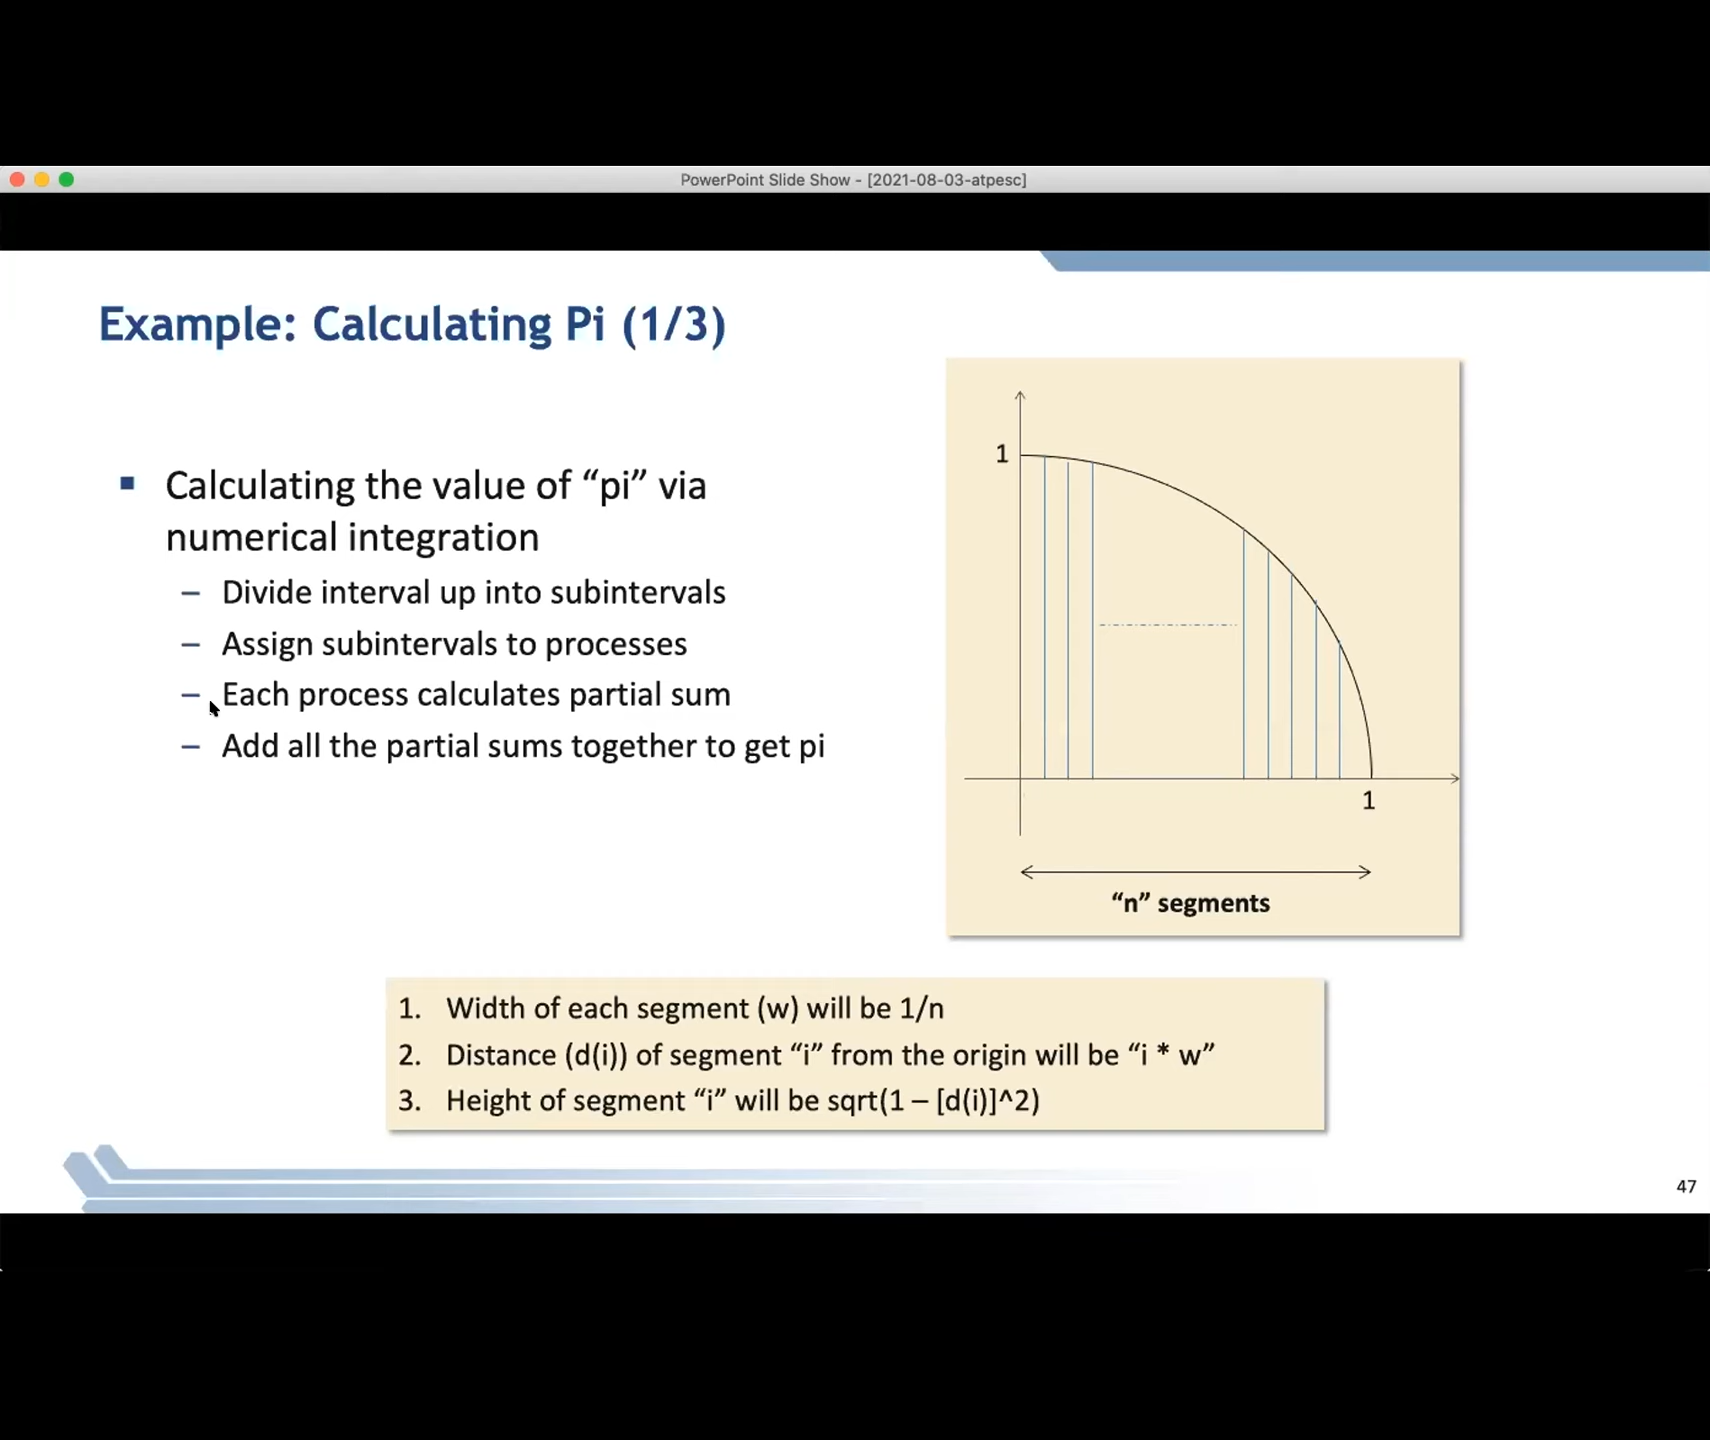 PowerPoint Slide Show - [2021-08-03-atpesc]
Example: Calculating Pi (1/3)
▪ Calculating the value of “pi” via
numerical integration
– Divide interval up into subintervals
– Assign subintervals to processes
– Each process calculates partial sum
– Add all the partial sums together to get pi
1
1
“n” segments
1. Width of each segment (w) will be 1/n
2. Distance (d(i)) of segment “i” from the origin will be “i * w”
3. Height of segment “i” will be sqrt(1 – [d(i)]^2)
47